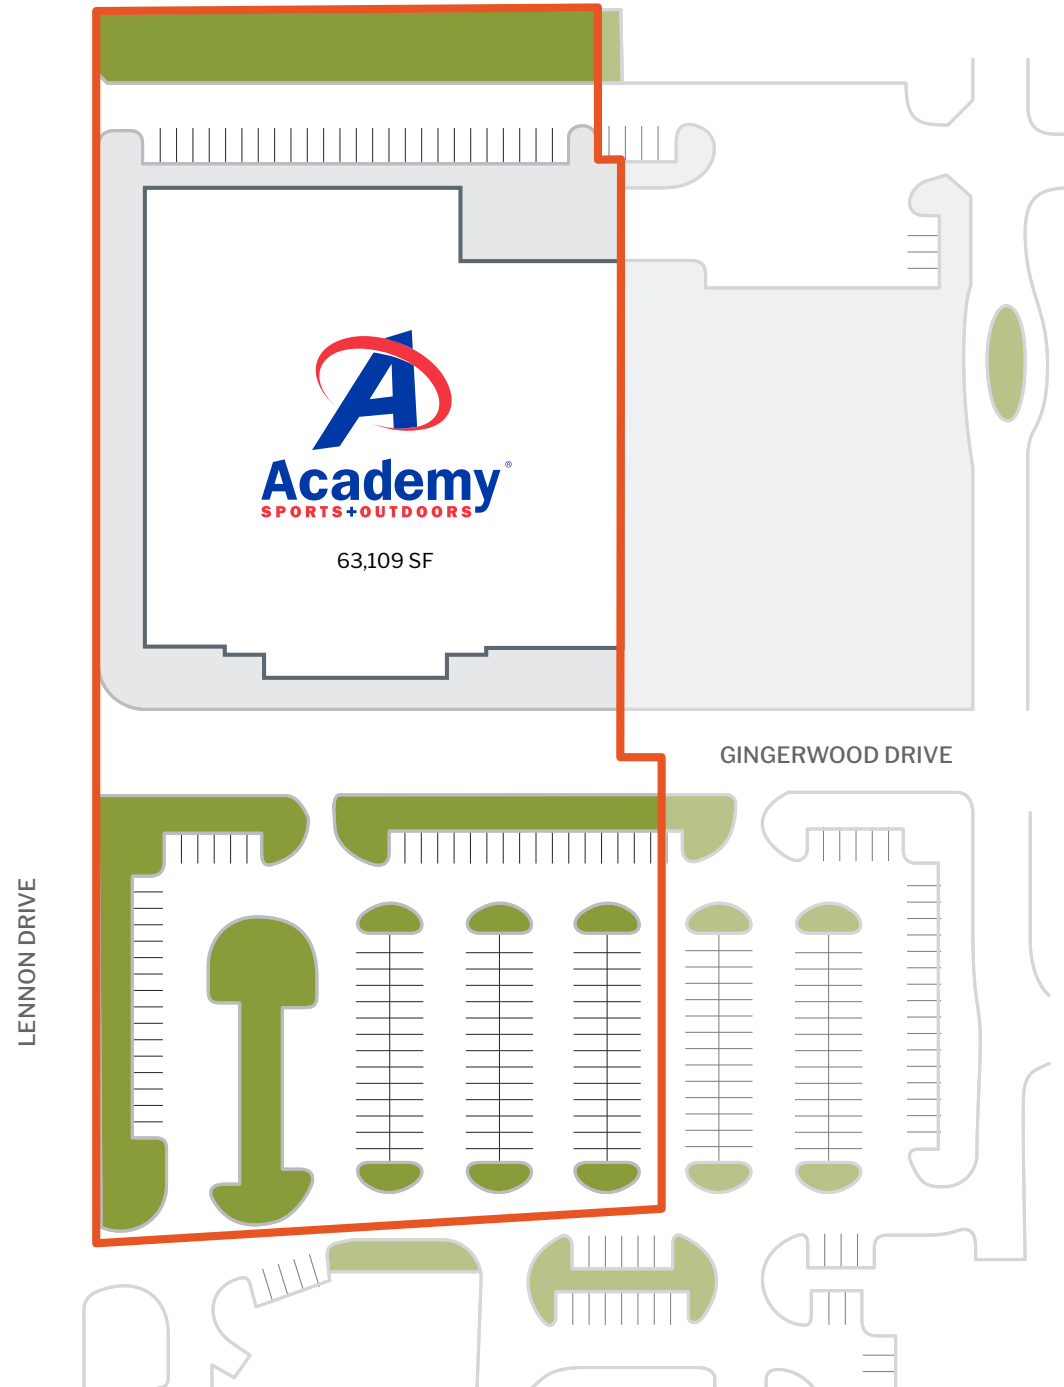 Academy®
SPORTS+OUTDOORS
63,109 SF
GINGERWOOD DRIVE
LENNON DRIVE